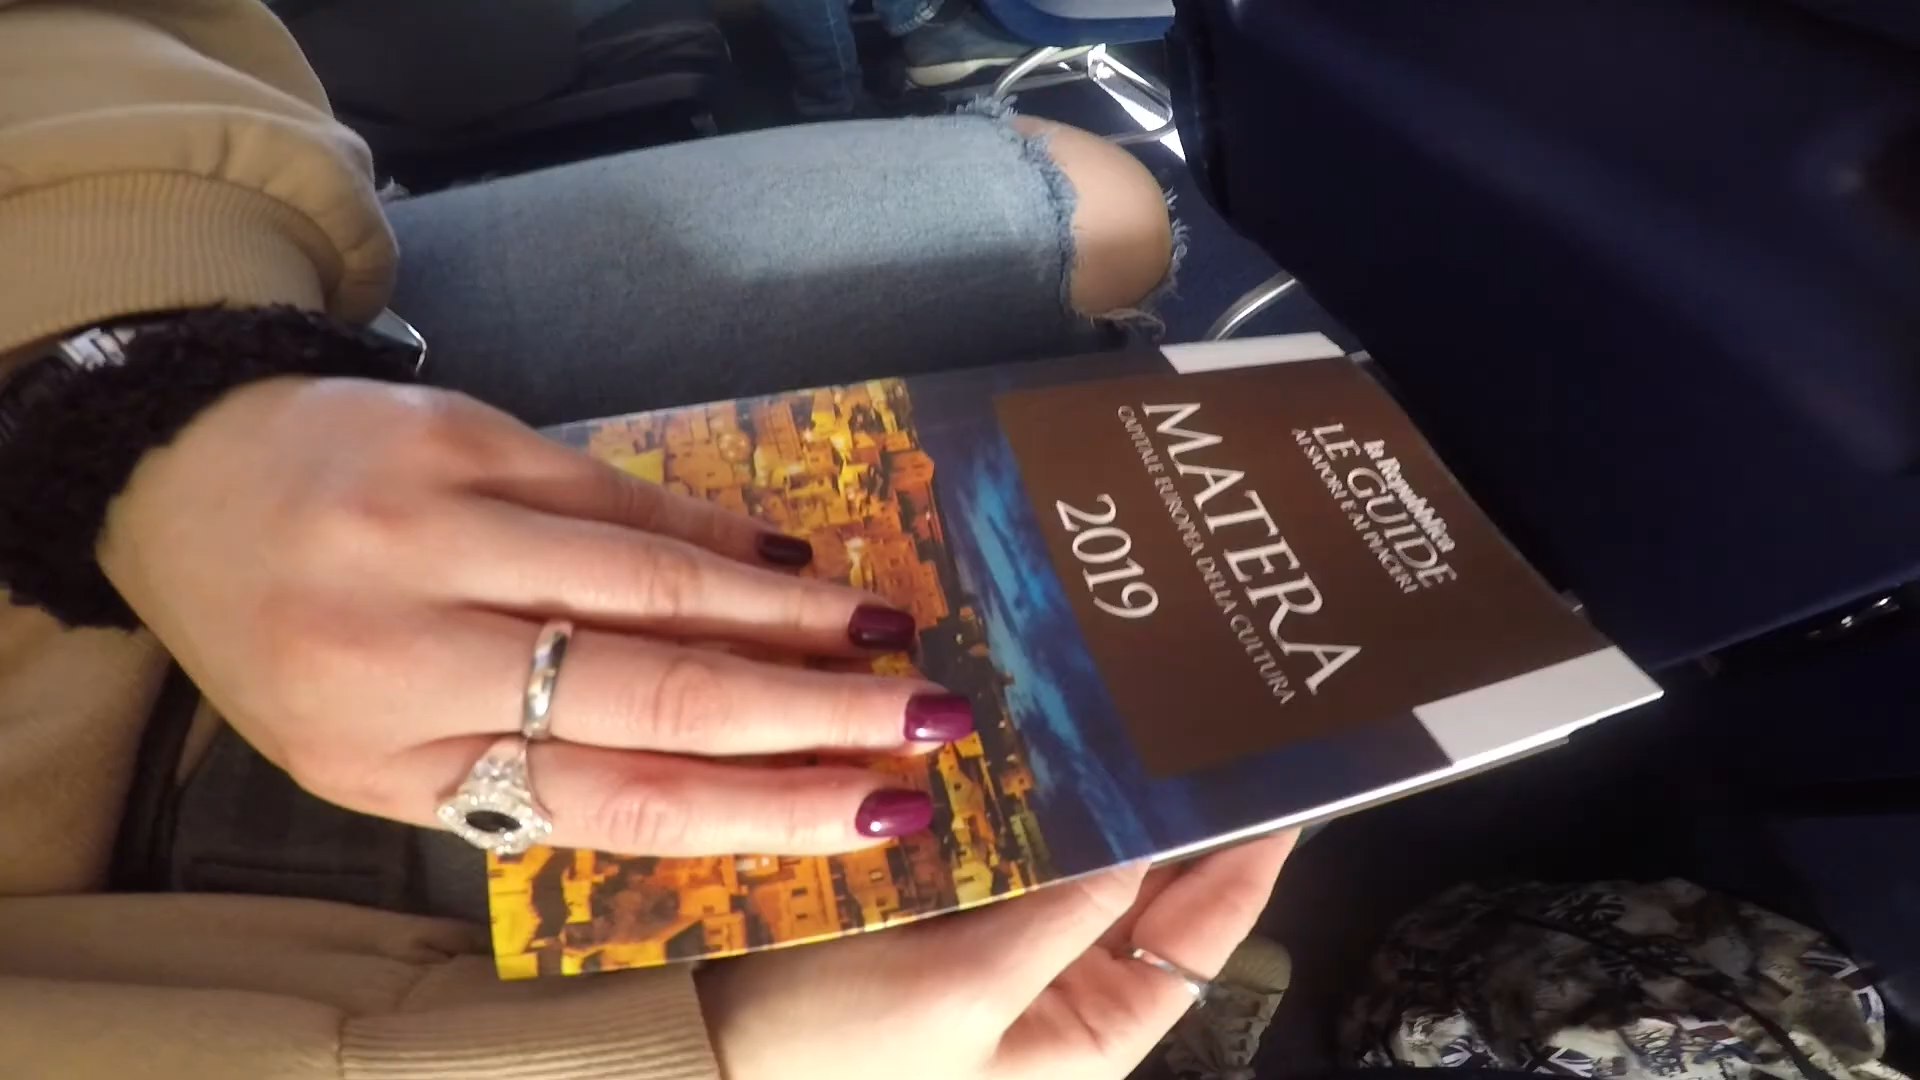 la Repubblica
LE GUIDE
AI SAPORI E AI PIACERI
MATERA
CAPITALE EUROPEA DELLA CULTURA
2019